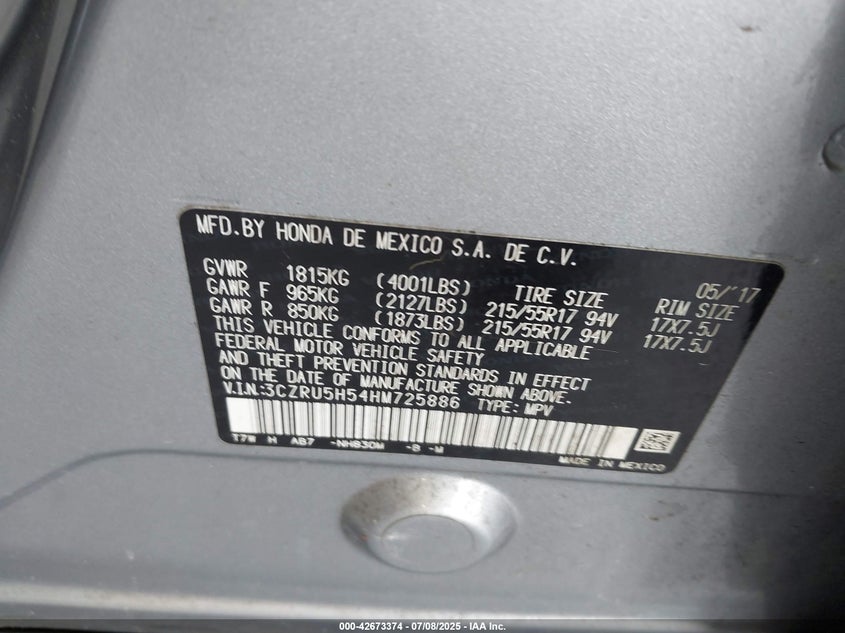 MFD.BY HONDA DE MEXICO S.A. DE C.V.
05/'17
GVWR 1815KG (4001LBS) TIRE SIZE RIM SIZE
GAWR F 965KG (2127LBS) 215/55R17 94V 17X7.5J
GAWR R 850KG (1873LBS) 215/55R17 94V 17X7.5J
THIS VEHICLE CONFORMS TO ALL APPLICABLE
FEDERAL MOTOR VEHICLE SAFETY
AND THEFT PREVENTION STANDARDS IN EFFECT
ON THE DATE OF MANUFACTURE SHOWN ABOVE.
V.I.N:3CZRU5H54HM725886 TYPE: MPV
T7W H AB7 -NH830M -B -M
MADE IN MEXICO
000-42673374 - 07/08/2025 - IAA Inc.